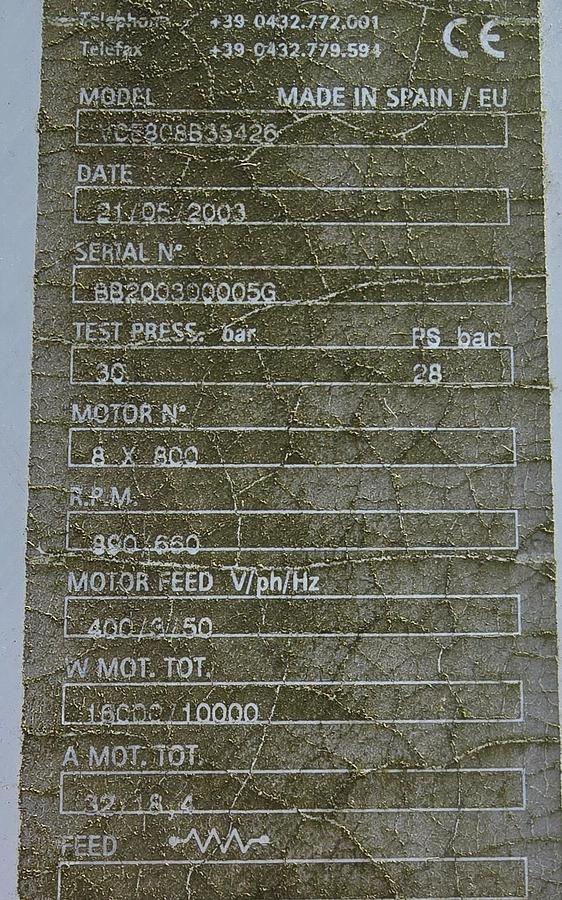 Telephone +39 0432.772.001
Telefax +39 0432.779.594
CE
MODEL MADE IN SPAIN / EU
DATE
21/05/2003
SERIAL N°
BB200300005G
TEST PRESS. bar PS bar
30 28
MOTOR N°
8 X 800
R.P.M.
890/660
MOTOR FEED V/ph/Hz
400/3/50
W MOT. TOT.
16000/10000
A MOT. TOT.
32/18,4
FEED